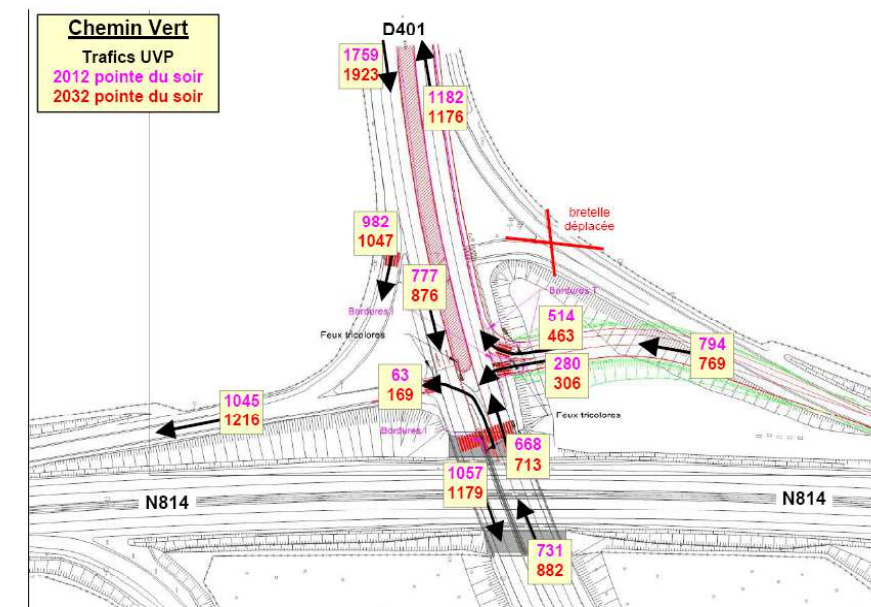 Chemin Vert
Trafics UVP
2012 pointe du soir
2032 pointe du soir
D401
1759
1923
1182
1176
bretelle
déplacée
982
1047
777
876
Bordures T
Bordures I
Feux tricolores
514
463
794
769
280
306
63
169
1045
1216
Feux tricolores
Bordures I
668
713
1057
1179
N814
N814
731
882